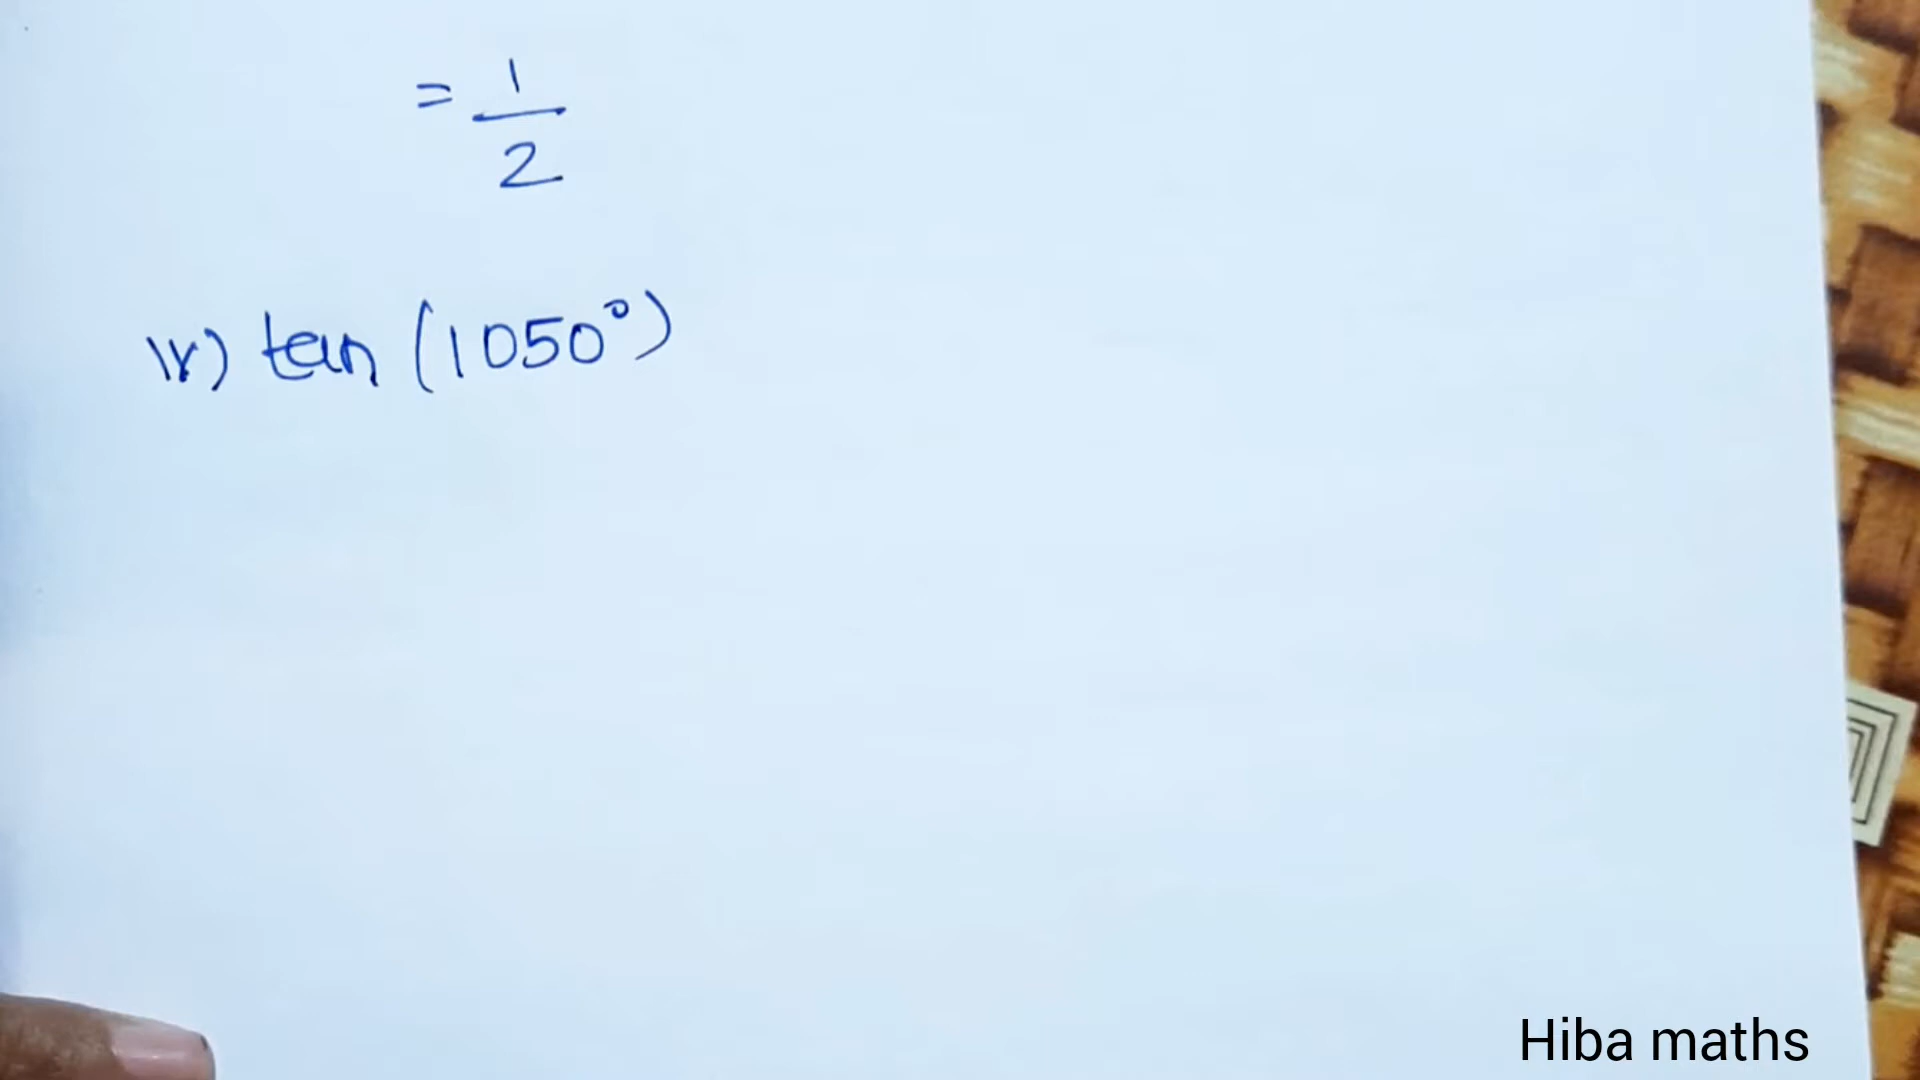 = 1/2
iv) tan (1050°)
Hiba maths